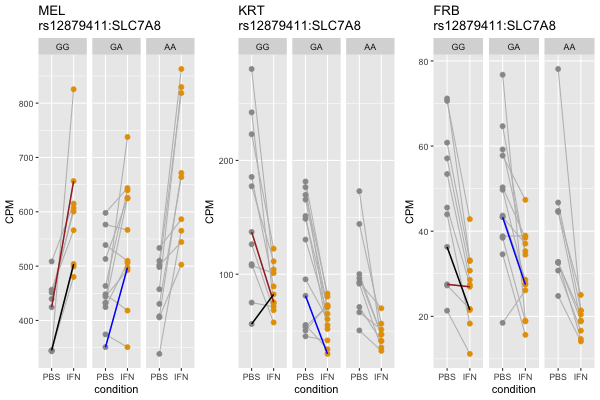 MEL
rs12879411:SLC7A8
GG GA AA
CPM
800
700
600
500
400
PBS IFN PBS IFN PBS IFN
condition
KRT
rs12879411:SLC7A8
GG GA AA
CPM
200
100
PBS IFN PBS IFN PBS IFN
condition
FRB
rs12879411:SLC7A8
GG GA AA
CPM
80
60
40
20
PBS IFN PBS IFN PBS IFN
condition